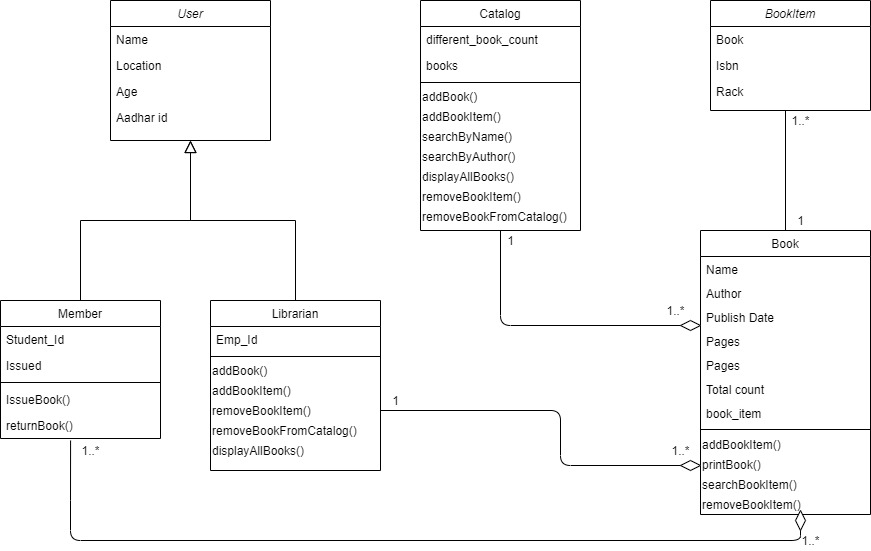 User
Name
Location
Age
Aadhar id
Catalog
different_book_count
books
addBook()
addBookItem()
searchByName()
searchByAuthor()
displayAllBooks()
removeBookItem()
removeBookFromCatalog()
1
1..*
BookItem
Book
Isbn
Rack
1..*
1
Book
Name
Author
Publish Date
Pages
Pages
Total count
book_item
addBookItem()
printBook()
searchBookItem()
removeBookItem()
1..*
Member
Student_Id
Issued
IssueBook()
returnBook()
1..*
Librarian
Emp_Id
addBook()
addBookItem()
removeBookItem()
removeBookFromCatalog()
displayAllBooks()
1
1..*